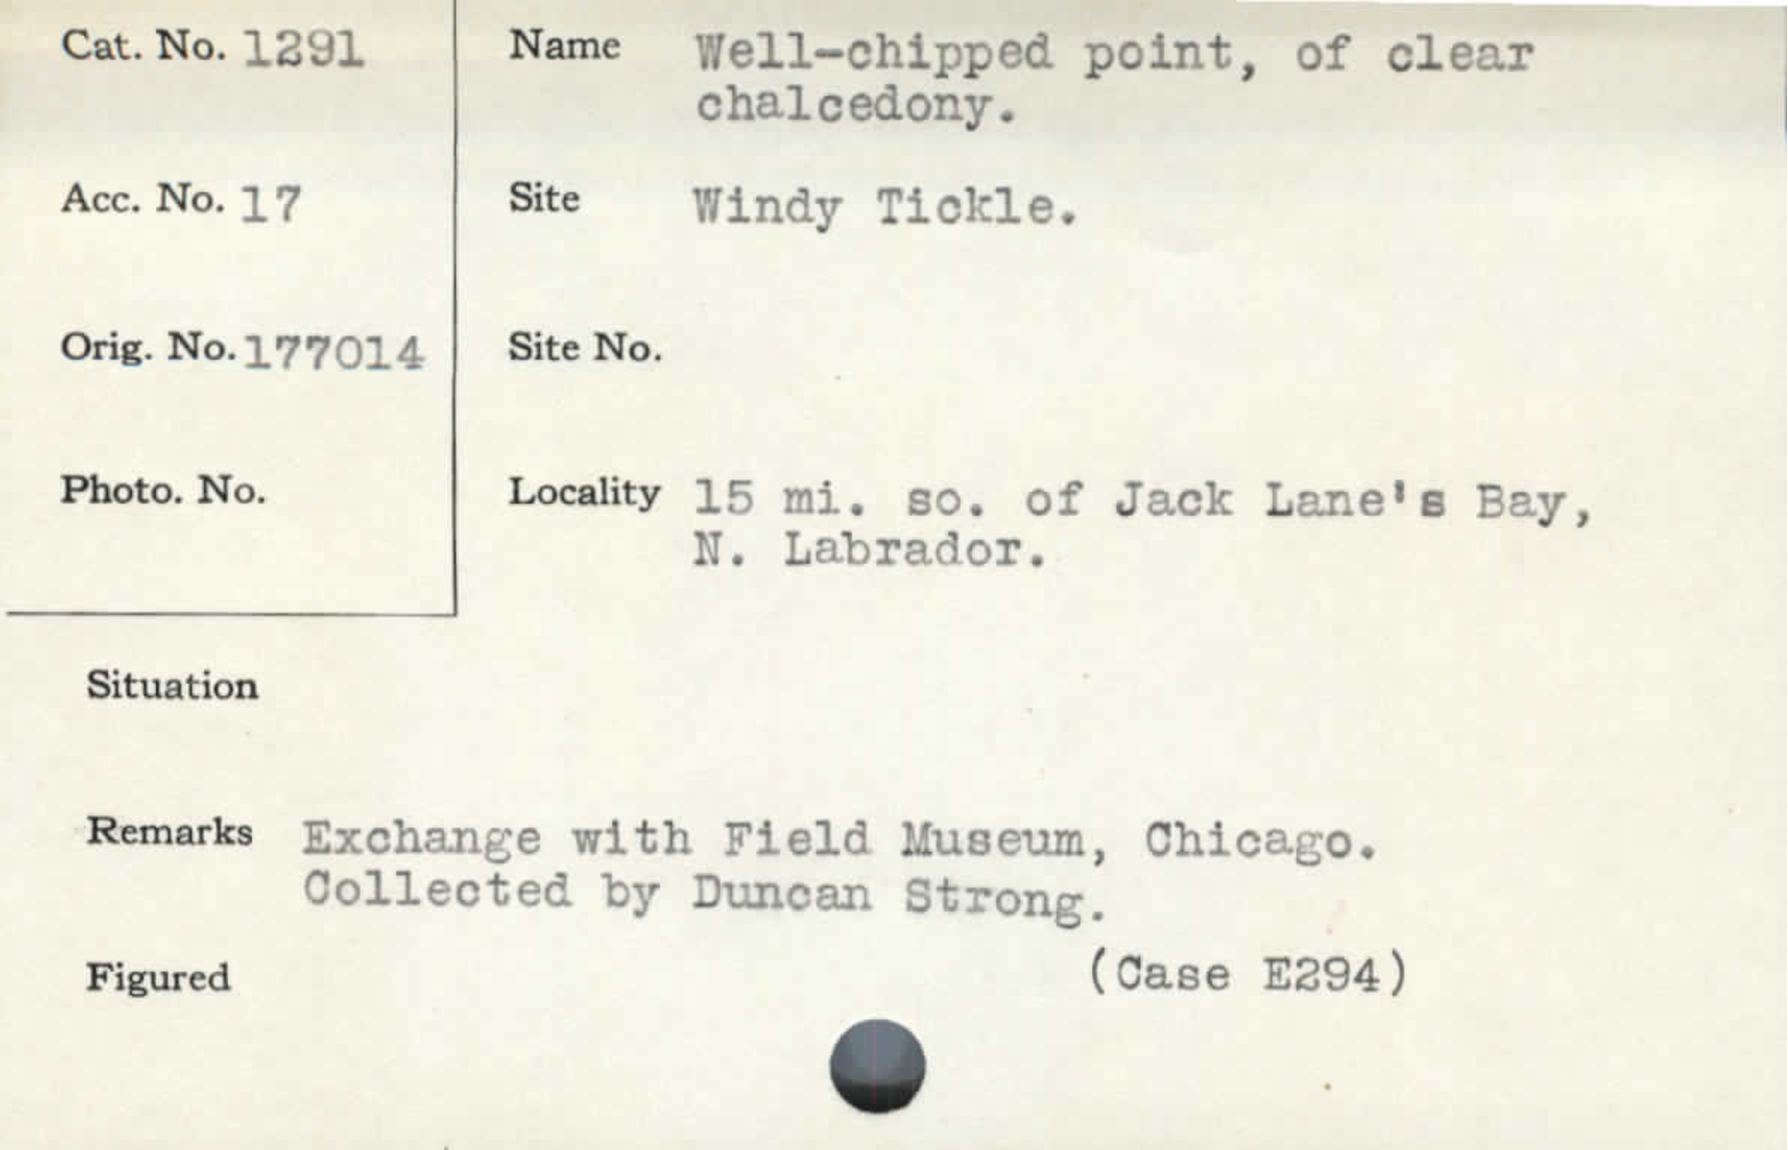 Cat. No. 1291
Name Well-chipped point, of clear
chalcedony.
Acc. No. 17
Site Windy Tickle.
Orig. No. 177014
Site No.
Photo. No.
Locality 15 mi. so. of Jack Lane's Bay,
N. Labrador.
Situation
Remarks Exchange with Field Museum, Chicago.
Collected by Duncan Strong.
Figured
(Case E294)